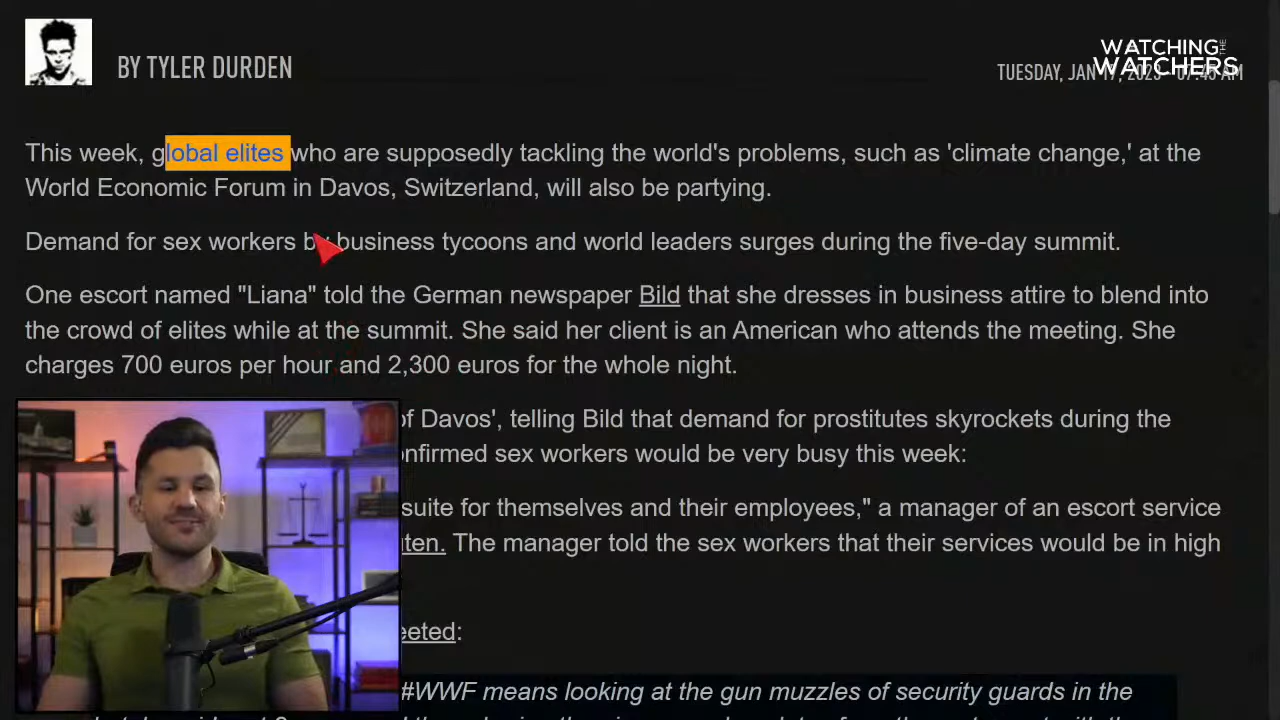 BY TYLER DURDEN
WATCHING THE
WATCHERS
TUESDAY, JAN 17, 2023 - 07:45 AM
This week, global elites who are supposedly tackling the world's problems, such as 'climate change,' at the
World Economic Forum in Davos, Switzerland, will also be partying.
Demand for sex workers by business tycoons and world leaders surges during the five-day summit.
One escort named "Liana" told the German newspaper Bild that she dresses in business attire to blend into
the crowd of elites while at the summit. She said her client is an American who attends the meeting. She
charges 700 euros per hour and 2,300 euros for the whole night.
of Davos', telling Bild that demand for prostitutes skyrockets during the
onfirmed sex workers would be very busy this week:
suite for themselves and their employees," a manager of an escort service
ten. The manager told the sex workers that their services would be in high
eeted:
#WWF means looking at the gun muzzles of security guards in the